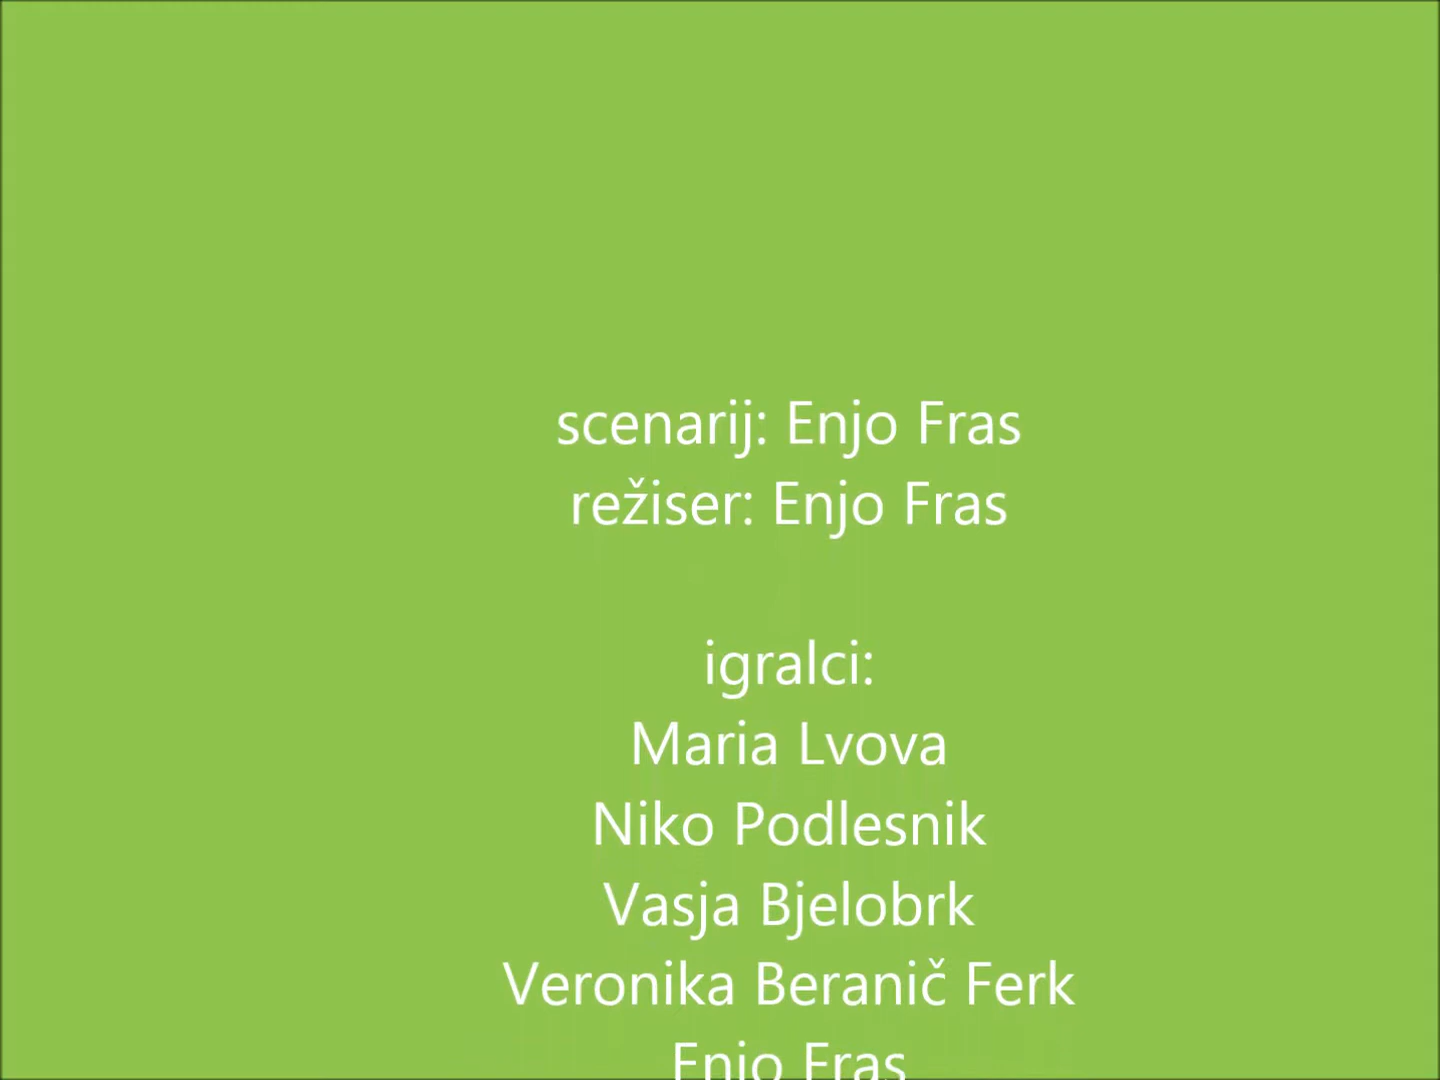 scenarij: Enjo Fras
režiser: Enjo Fras
igralci:
Maria Lvova
Niko Podlesnik
Vasja Bjelobrk
Veronika Beranič Ferk
Enjo Fras